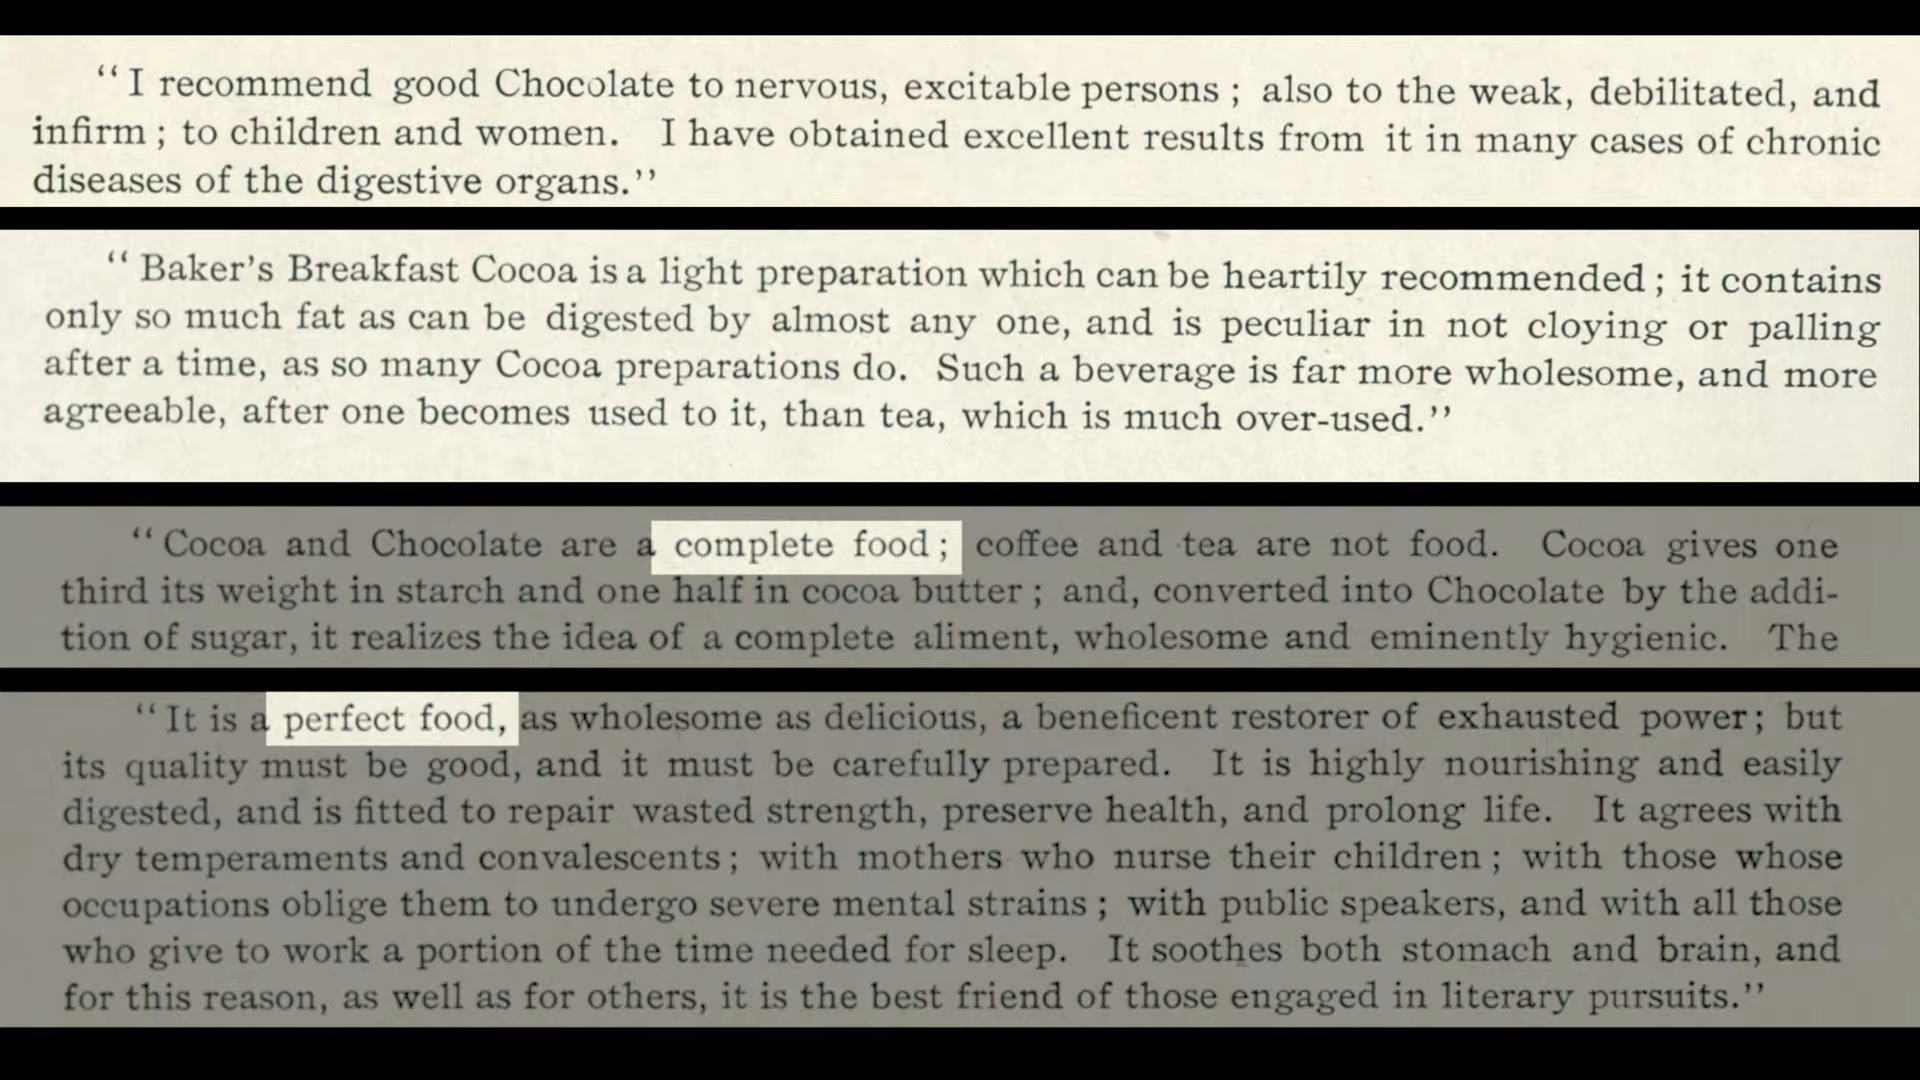 “I recommend good Chocolate to nervous, excitable persons ; also to the weak, debilitated, and
infirm ; to children and women. I have obtained excellent results from it in many cases of chronic
diseases of the digestive organs.”
“Baker’s Breakfast Cocoa is a light preparation which can be heartily recommended ; it contains
only so much fat as can be digested by almost any one, and is peculiar in not cloying or palling
after a time, as so many Cocoa preparations do. Such a beverage is far more wholesome, and more
agreeable, after one becomes used to it, than tea, which is much over-used.”
“Cocoa and Chocolate are a complete food ; coffee and tea are not food. Cocoa gives one
third its weight in starch and one half in cocoa butter ; and, converted into Chocolate by the addi-
tion of sugar, it realizes the idea of a complete aliment, wholesome and eminently hygienic. The
“It is a perfect food, as wholesome as delicious, a beneficent restorer of exhausted power ; but
its quality must be good, and it must be carefully prepared. It is highly nourishing and easily
digested, and is fitted to repair wasted strength, preserve health, and prolong life. It agrees with
dry temperaments and convalescents ; with mothers who nurse their children ; with those whose
occupations oblige them to undergo severe mental strains ; with public speakers, and with all those
who give to work a portion of the time needed for sleep. It soothes both stomach and brain, and
for this reason, as well as for others, it is the best friend of those engaged in literary pursuits.”